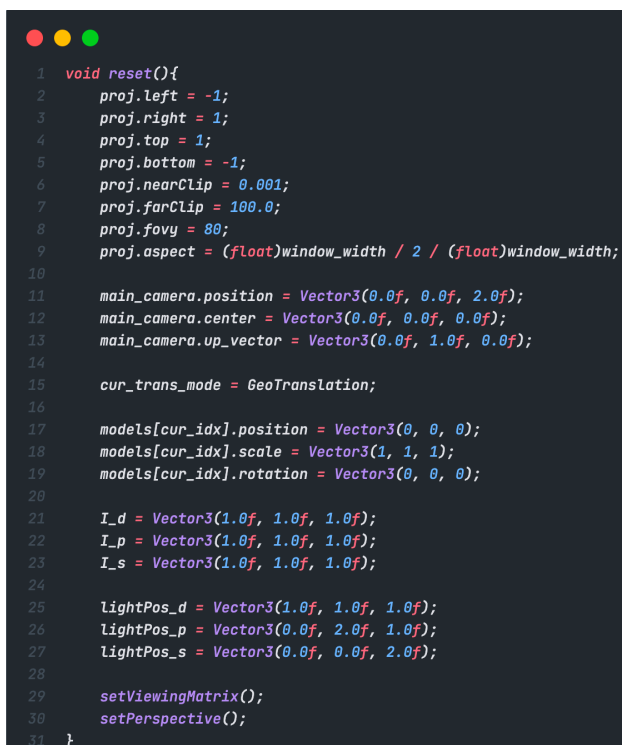 1 void reset(){
2     proj.left = -1;
3     proj.right = 1;
4     proj.top = 1;
5     proj.bottom = -1;
6     proj.nearClip = 0.001;
7     proj.farClip = 100.0;
8     proj.fovy = 80;
9     proj.aspect = (float)window_width / 2 / (float)window_width;
10
11     main_camera.position = Vector3(0.0f, 0.0f, 2.0f);
12     main_camera.center = Vector3(0.0f, 0.0f, 0.0f);
13     main_camera.up_vector = Vector3(0.0f, 1.0f, 0.0f);
14
15     cur_trans_mode = GeoTranslation;
16
17     models[cur_idx].position = Vector3(0, 0, 0);
18     models[cur_idx].scale = Vector3(1, 1, 1);
19     models[cur_idx].rotation = Vector3(0, 0, 0);
20
21     I_d = Vector3(1.0f, 1.0f, 1.0f);
22     I_p = Vector3(1.0f, 1.0f, 1.0f);
23     I_s = Vector3(1.0f, 1.0f, 1.0f);
24
25     lightPos_d = Vector3(1.0f, 1.0f, 1.0f);
26     lightPos_p = Vector3(0.0f, 2.0f, 1.0f);
27     lightPos_s = Vector3(0.0f, 0.0f, 2.0f);
28
29     setViewingMatrix();
30     setPerspective();
31 }